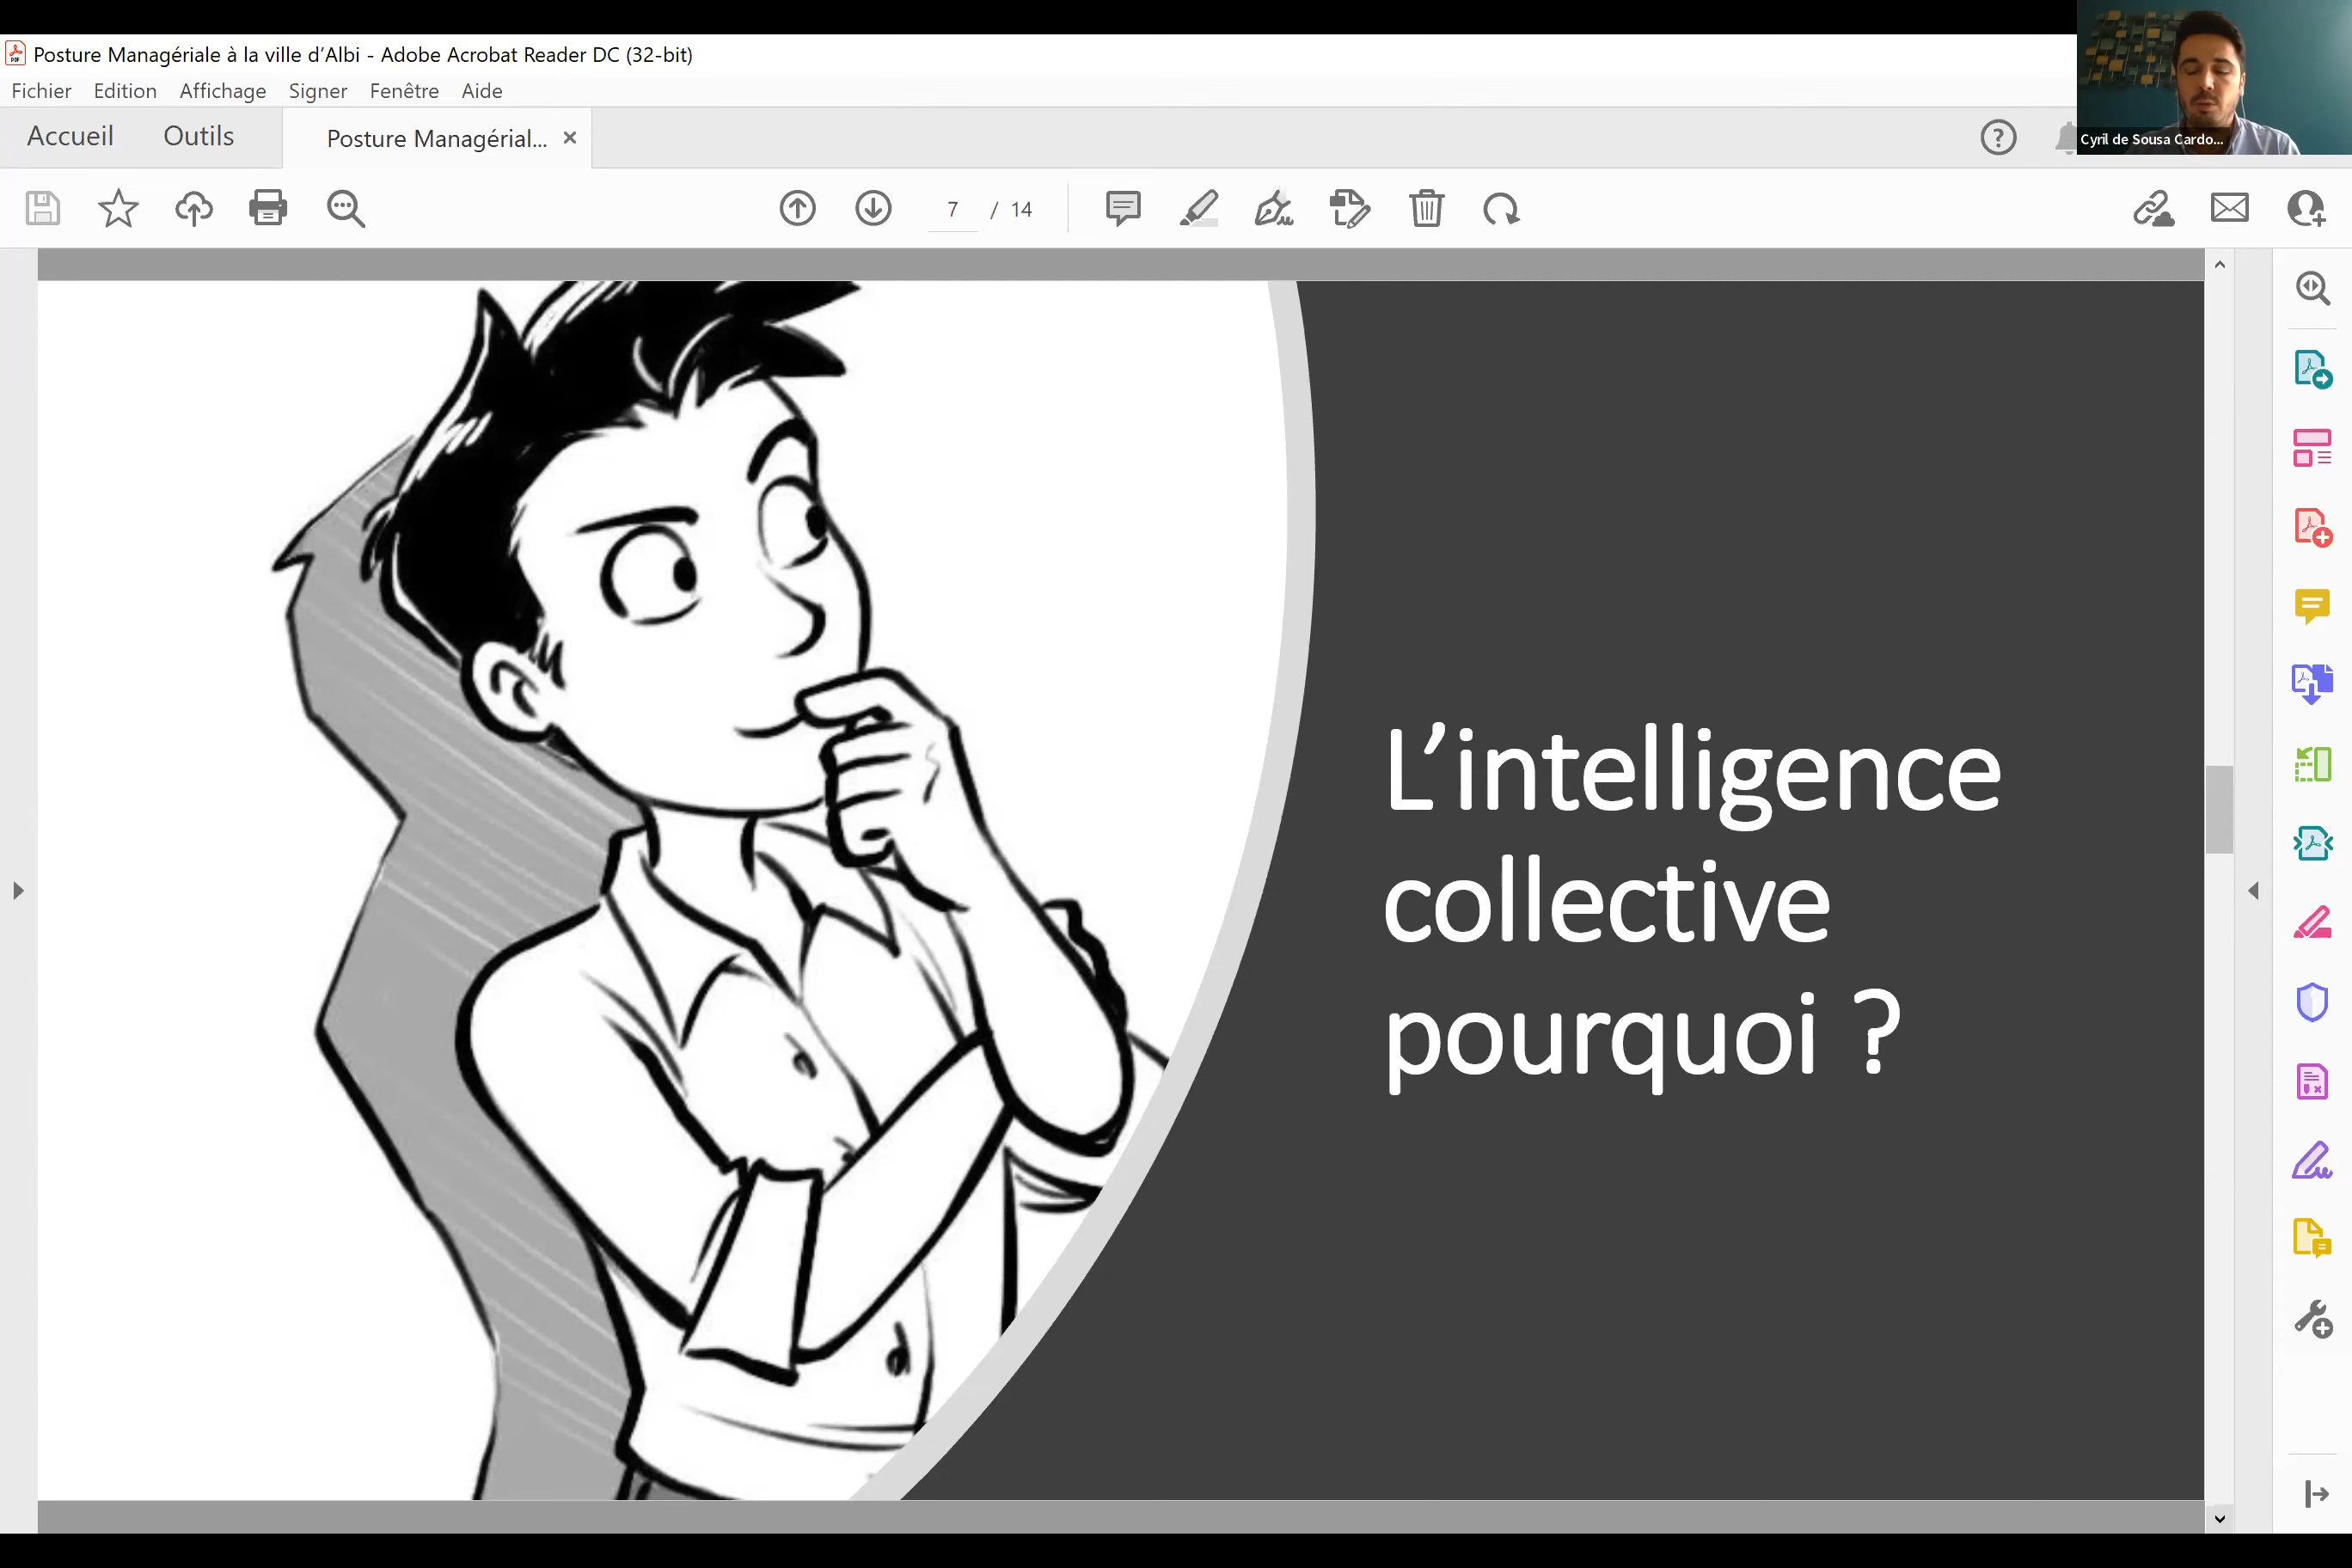 Posture Managériale à la ville d'Albi - Adobe Acrobat Reader DC (32-bit)
Fichier Edition Affichage Signer Fenêtre Aide
Accueil Outils Posture Managérial...
Cyril de Sousa Cardo...
7 / 14
L'intelligence
collective
pourquoi ?